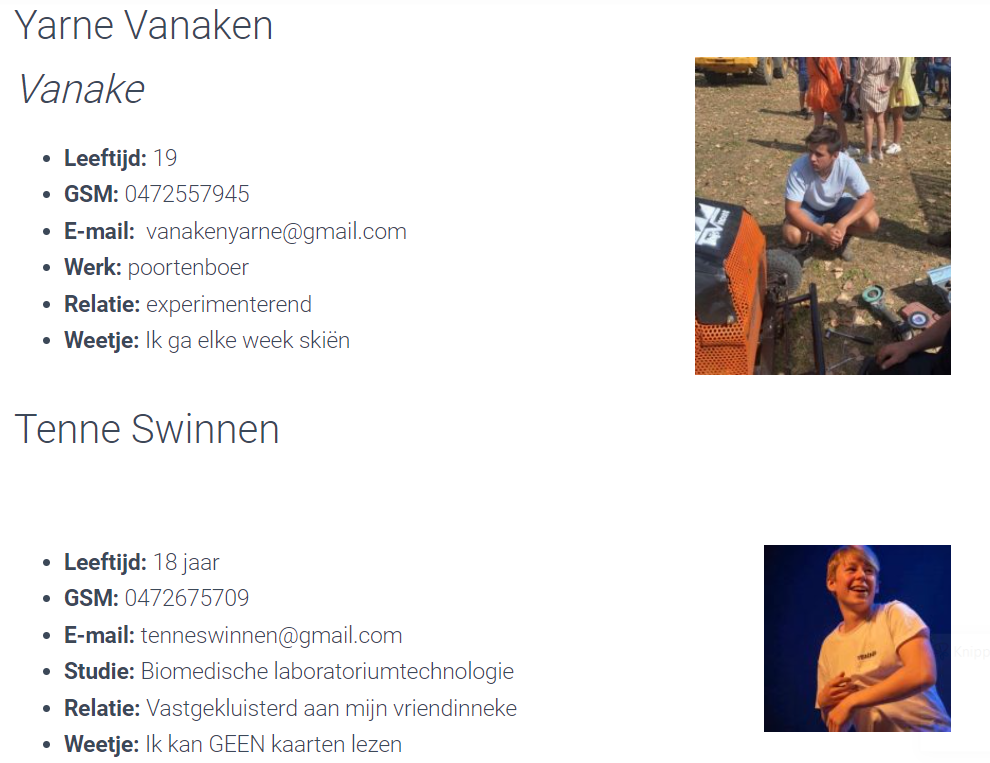 Yarne Vanaken
Vanake
Leeftijd: 19
GSM: 0472557945
E-mail: vanakenyarne@gmail.com
Werk: poortenboer
Relatie: experimenterend
Weetje: Ik ga elke week skiën
Tenne Swinnen
Leeftijd: 18 jaar
GSM: 0472675709
E-mail: tenneswinnen@gmail.com
Studie: Biomedische laboratoriumtechnologie
Relatie: Vastgekluisterd aan mijn vriendinneke
Weetje: Ik kan GEEN kaarten lezen